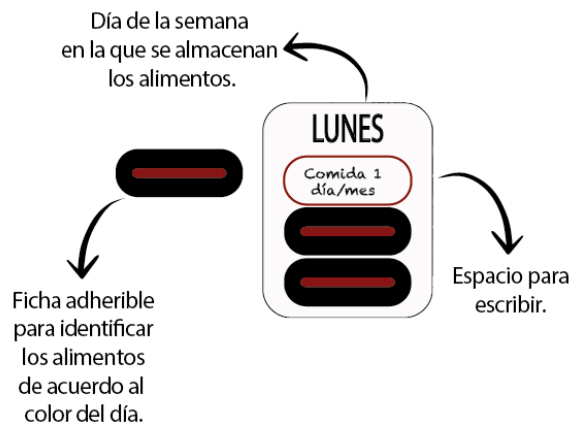 Día de la semana
en la que se almacenan
los alimentos.
LUNES
Comida 1
día/mes
Espacio para
escribir.
Ficha adherible
para identificar
los alimentos
de acuerdo al
color del día.